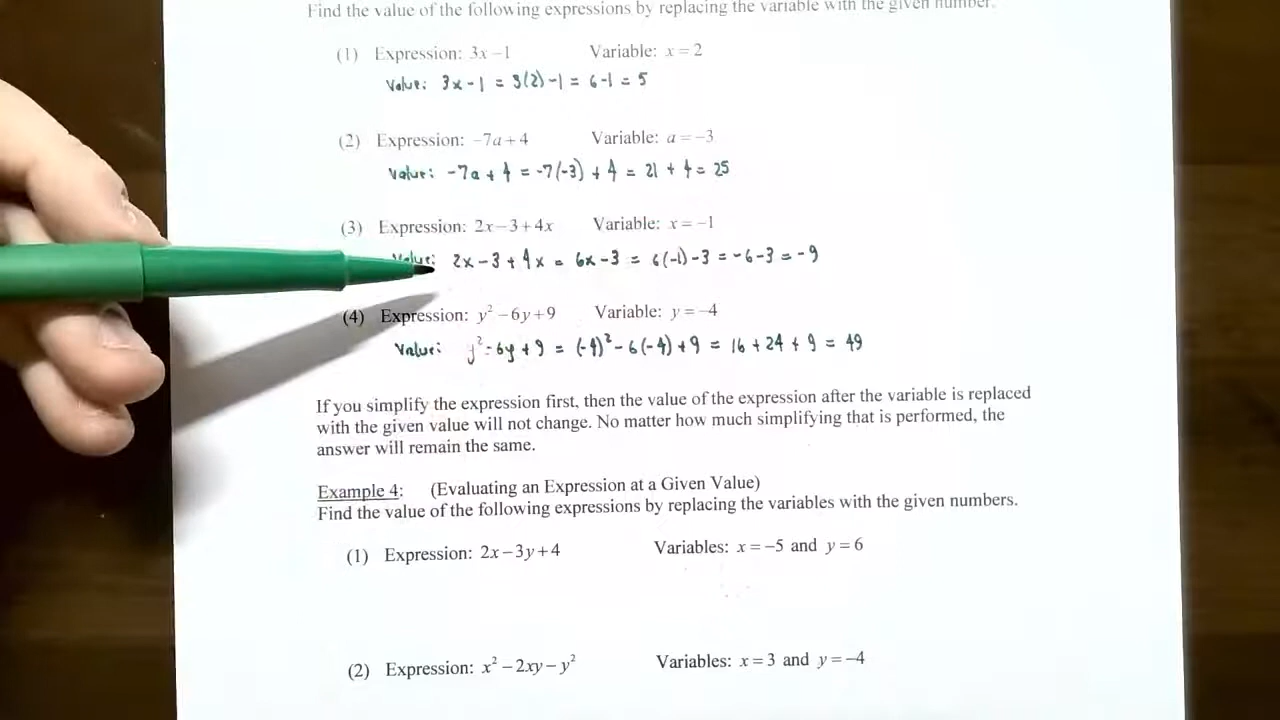 Find the value of the following expressions by replacing the variable with the given number.
(1) Expression: 3x−1 Variable: x=2
Value: 3x-1 = 3(2)-1 = 6-1 = 5
(2) Expression: −7a+4 Variable: a=−3
Value: -7a + 4 = -7(-3) + 4 = 21 + 4 = 25
(3) Expression: 2x−3+4x Variable: x=−1
Value: 2x-3+4x = 6x-3 = 6(-1)-3 = -6-3 = -9
(4) Expression: y²−6y+9 Variable: y=−4
Value: y²-6y+9 = (-4)²-6(-4)+9 = 16+24+9 = 49
If you simplify the expression first, then the value of the expression after the variable is replaced
with the given value will not change. No matter how much simplifying that is performed, the
answer will remain the same.
Example 4: (Evaluating an Expression at a Given Value)
Find the value of the following expressions by replacing the variables with the given numbers.
(1) Expression: 2x−3y+4 Variables: x=−5 and y=6
(2) Expression: x²−2xy−y² Variables: x=3 and y=−4